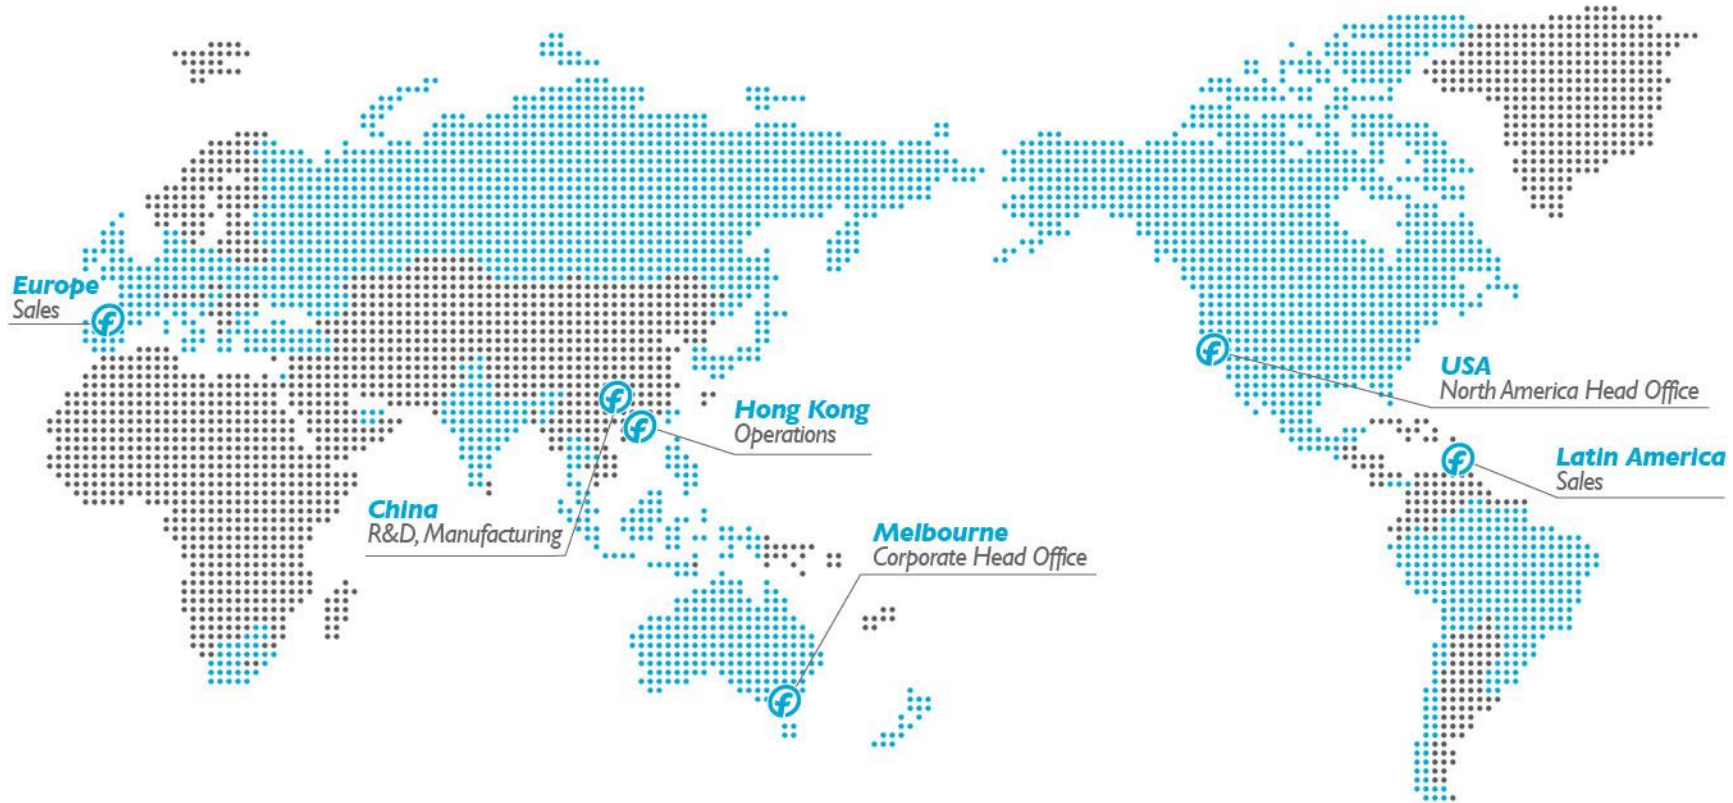 Europe
Sales
USA
North America Head Office
Hong Kong
Operations
Latin America
Sales
China
R&D, Manufacturing
Melbourne
Corporate Head Office